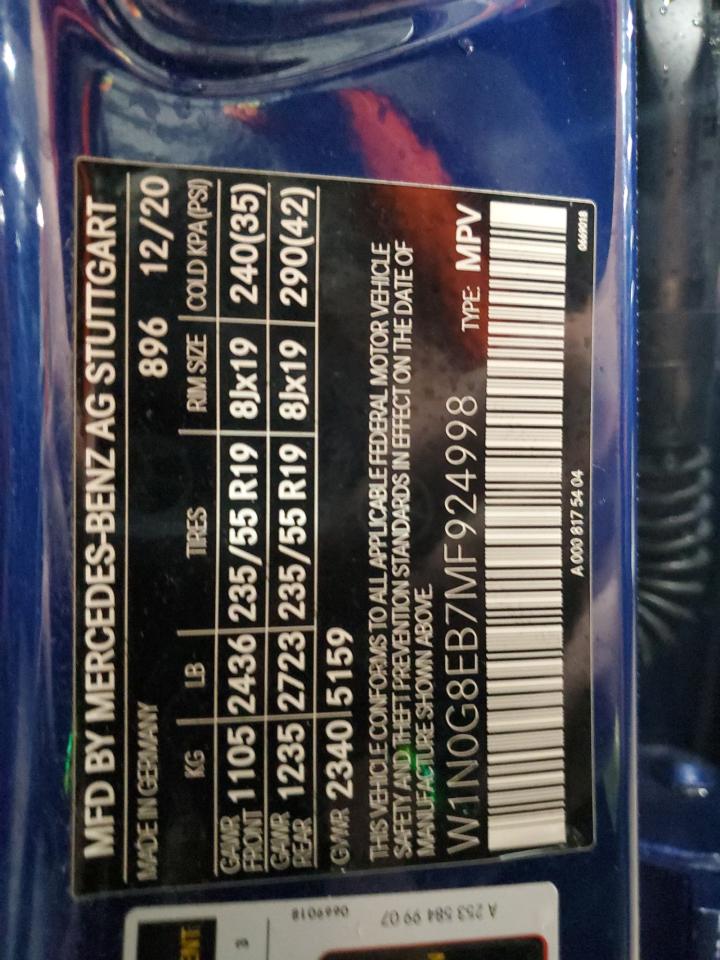 MFD BY MERCEDES-BENZ AG STUTTGART
MADE IN GERMANY 896 12/20
KG LB TIRES RIM SIZE COLD KPA(PSI)
GAWR FRONT 1105 2436 235/55 R19 8Jx19 240(35)
GAWR REAR 1235 2723 235/55 R19 8Jx19 290(42)
GVWR 2340 5159
THIS VEHICLE CONFORMS TO ALL APPLICABLE FEDERAL MOTOR VEHICLE
SAFETY AND THEFT PREVENTION STANDARDS IN EFFECT ON THE DATE OF
MANUFACTURE SHOWN ABOVE.
W1N0G8EB7MF924998 TYPE: MPV
A 000 817 54 04 0669018
A 253 584 99 07 0669018